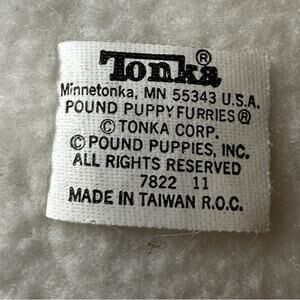 Tonka®
Minnetonka, MN 55343 U.S.A.
POUND PUPPY FURRIES®
© TONKA CORP.
© POUND PUPPIES, INC.
ALL RIGHTS RESERVED
7822 11
MADE IN TAIWAN R.O.C.